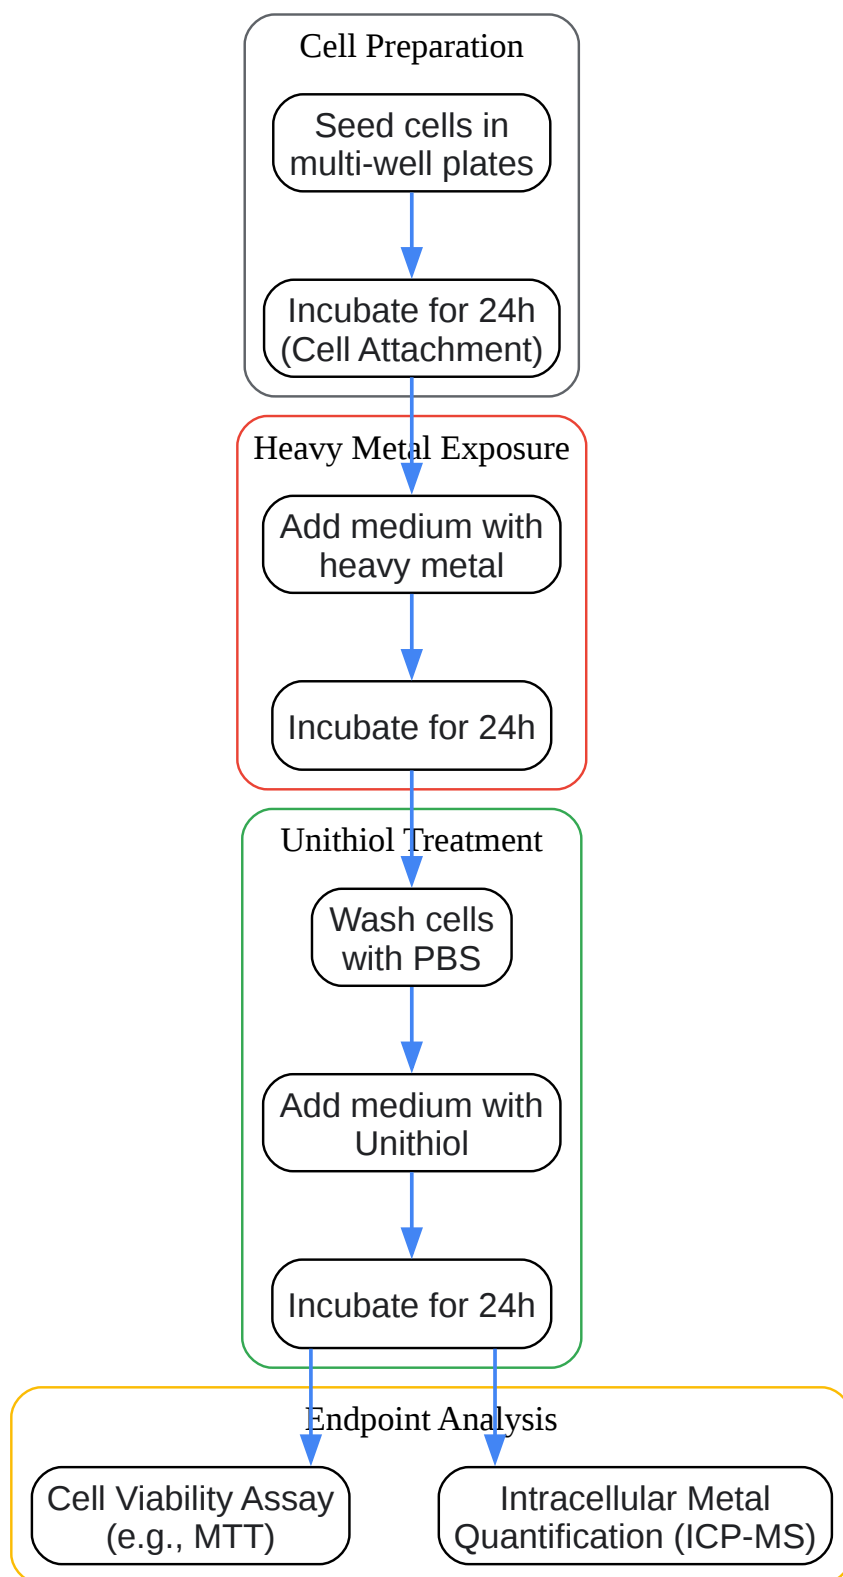 Cell Preparation
Seed cells in
multi-well plates
Incubate for 24h
(Cell Attachment)
Heavy Metal Exposure
Add medium with
heavy metal
Incubate for 24h
Unithiol Treatment
Wash cells
with PBS
Add medium with
Unithiol
Incubate for 24h
Endpoint Analysis
Cell Viability Assay
(e.g., MTT)
Intracellular Metal
Quantification (ICP-MS)